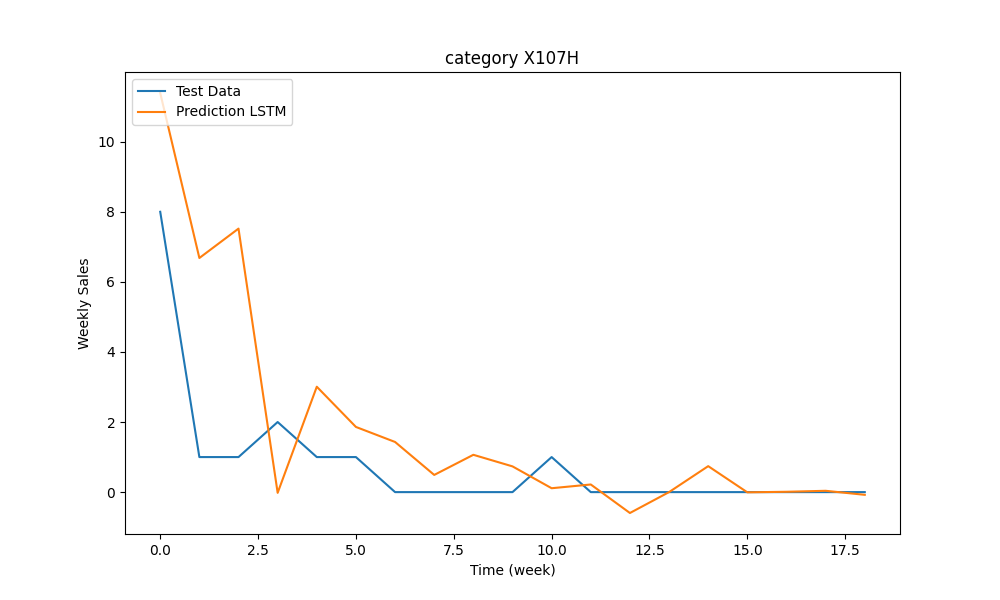 category X107H
Test Data
Prediction LSTM
Weekly Sales
10
8
6
4
2
0
0.0 2.5 5.0 7.5 10.0 12.5 15.0 17.5
Time (week)